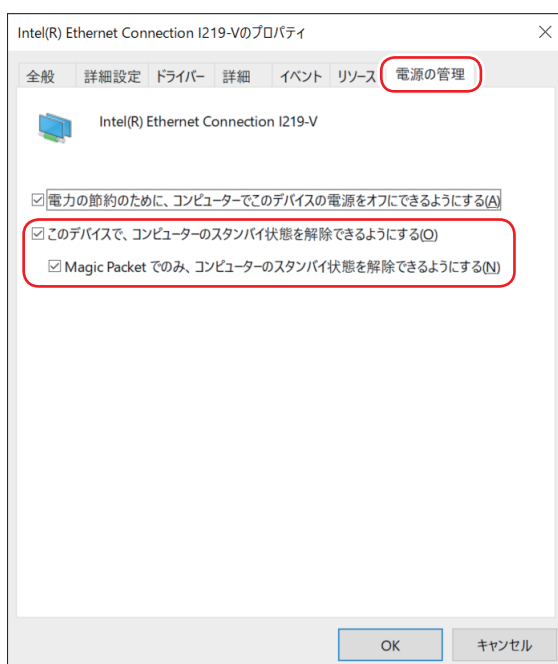 Intel(R) Ethernet Connection I219-Vのプロパティ
全般 詳細設定 ドライバー 詳細 イベント リソース 電源の管理
Intel(R) Ethernet Connection I219-V
電力の節約のために、コンピューターでこのデバイスの電源をオフにできるようにする(A)
このデバイスで、コンピューターのスタンバイ状態を解除できるようにする(O)
Magic Packet でのみ、コンピューターのスタンバイ状態を解除できるようにする(N)
OK キャンセル